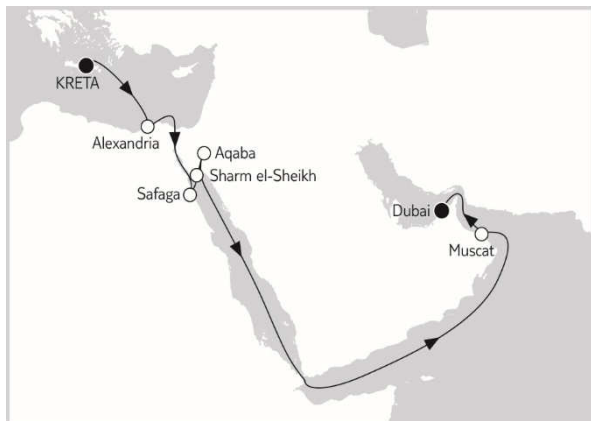 KRETA
Alexandria
Aqaba
Sharm el-Sheikh
Safaga
Dubai
Muscat